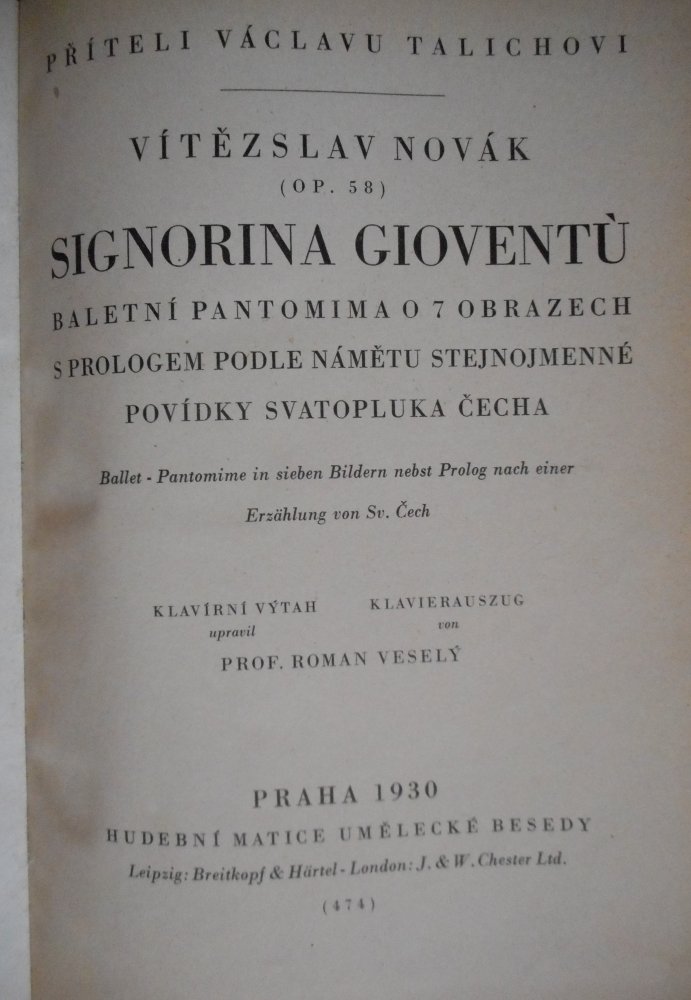 PŘÍTELI VÁCLAVU TALICHOVI
VÍTĚZSLAV NOVÁK
(OP. 58)
SIGNORINA GIOVENTÙ
BALETNÍ PANTOMIMA O 7 OBRAZECH
S PROLOGEM PODLE NÁMĚTU STEJNOJMENNÉ
POVÍDKY SVATOPLUKA ČECHA
Ballet - Pantomime in sieben Bildern nebst Prolog nach einer
Erzählung von Sv. Čech
KLAVÍRNÍ VÝTAH KLAVIERAUSZUG
upravil von
PROF. ROMAN VESELÝ
PRAHA 1930
HUDEBNÍ MATICE UMĚLECKÉ BESEDY
Leipzig: Breitkopf & Härtel - London: J. & W. Chester Ltd.
(474)